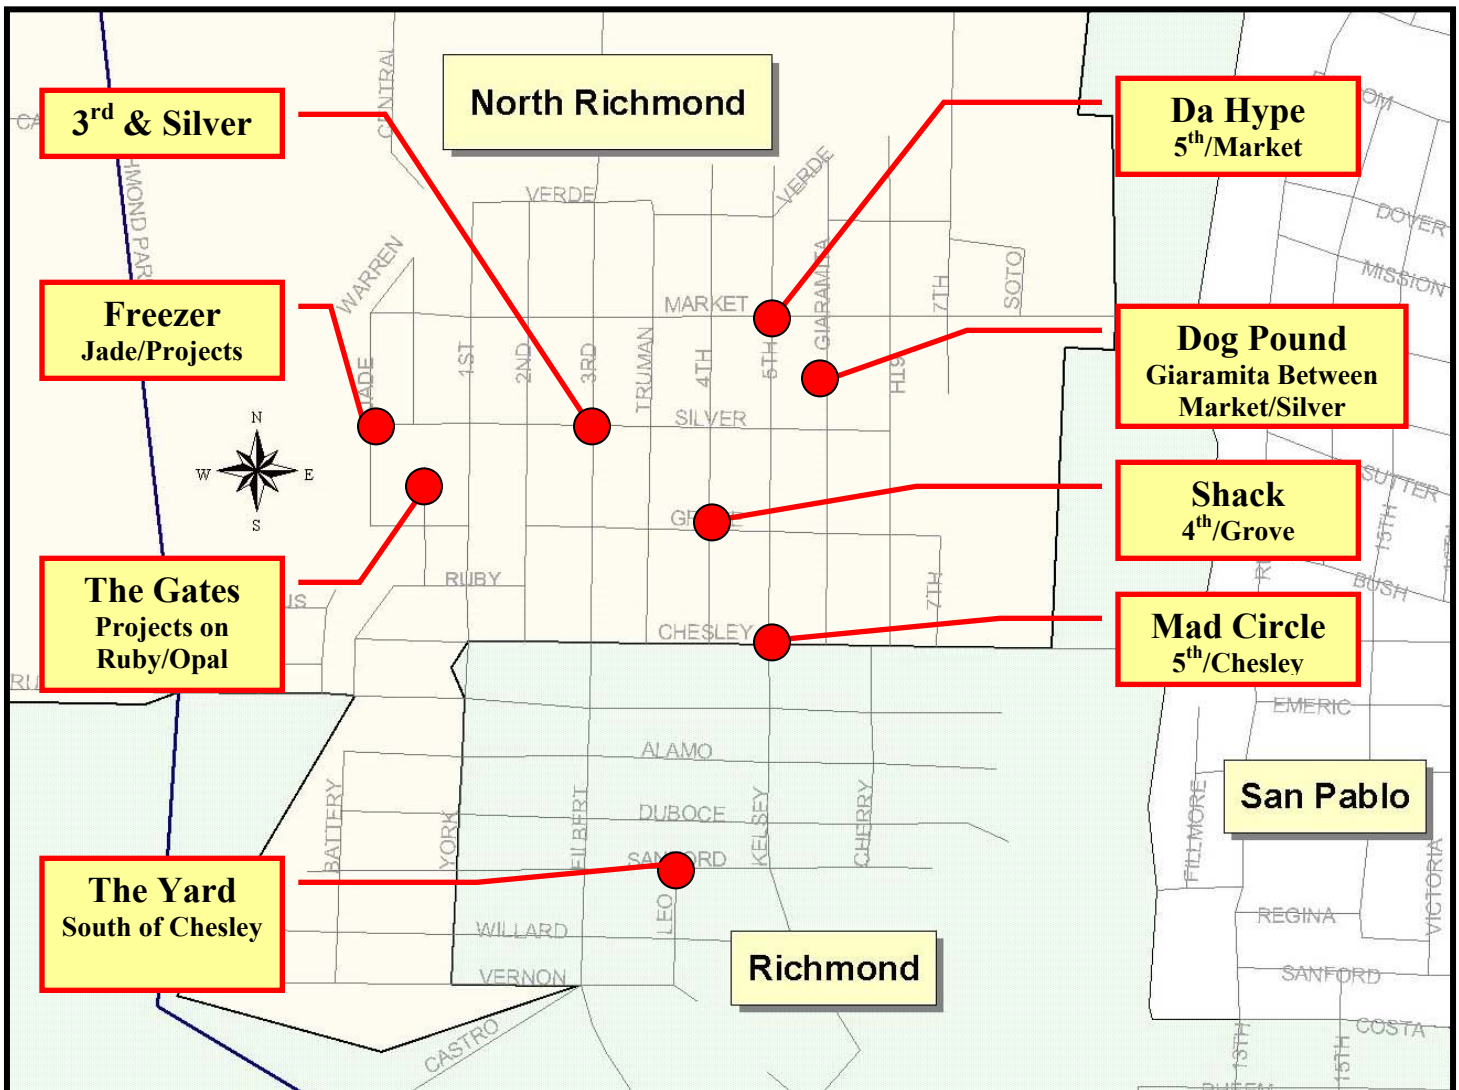 North Richmond
3rd & Silver
Da Hype
5th/Market
Freezer
Jade/Projects
Dog Pound
Giaramita Between
Market/Silver
Shack
4th/Grove
The Gates
Projects on
Ruby/Opal
Mad Circle
5th/Chesley
San Pablo
The Yard
South of Chesley
Richmond
N
W
E
S
CENTRAL
VERDE
VERDE
WARREN
MARKET
GIARAMITA
7TH
SOTO
JADE
1ST
2ND
3RD
TRUMAN
4TH
5TH
6TH
SILVER
RUBY
7TH
CHESLEY
DOVER
MISSION
SUTTER
15TH
BUSH
EMERIC
ALAMO
DUBOCE
BATTERY
YORK
FILBERT
KELSEY
CHERRY
LEO
WILLARD
VERNON
CASTRO
FILLMORE
VICTORIA
REGINA
SANFORD
COSTA
13TH
15TH